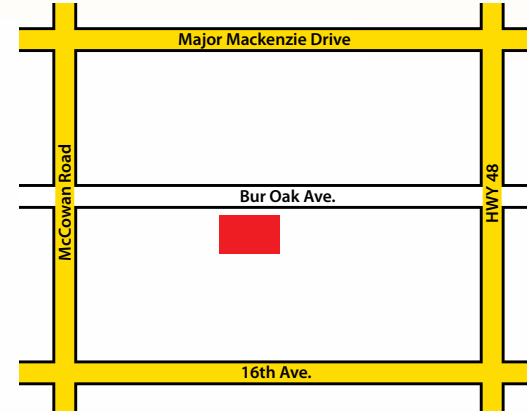 Major Mackenzie Drive
McCowan Road
Bur Oak Ave.
HWY 48
16th Ave.